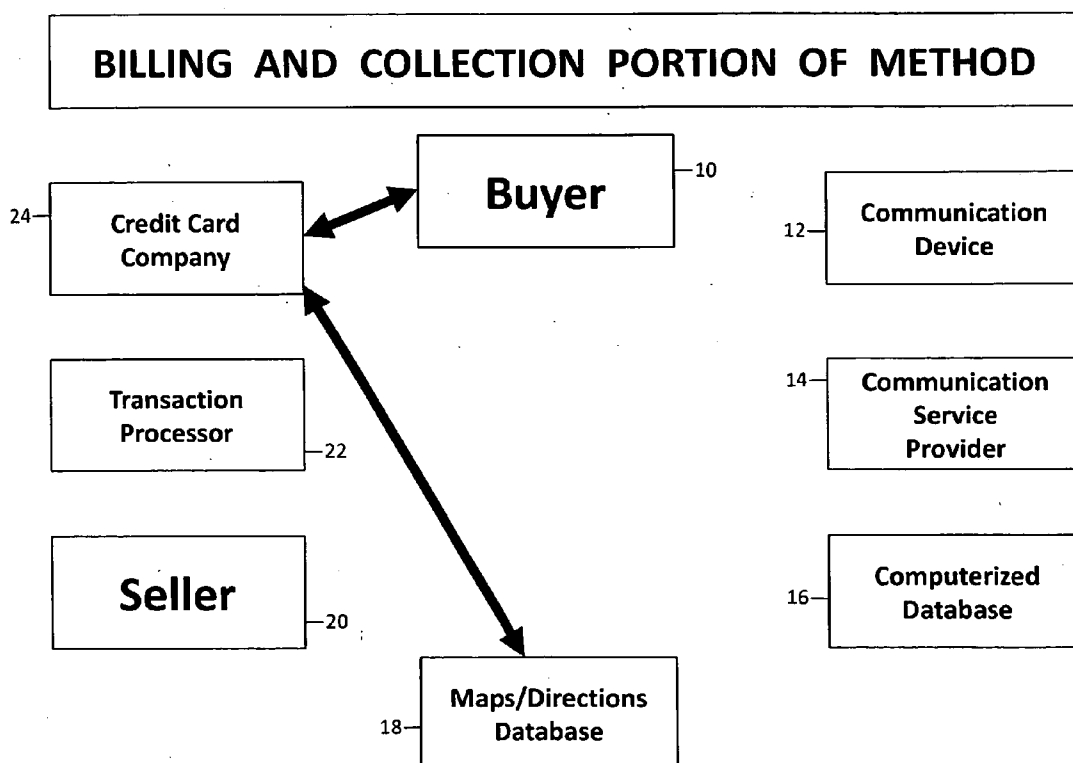 BILLING AND COLLECTION PORTION OF METHOD
Buyer
10
24
Credit Card
Company
12
Communication
Device
Transaction
Processor
22
14
Communication
Service
Provider
Seller
20
16
Computerized
Database
18
Maps/Directions
Database